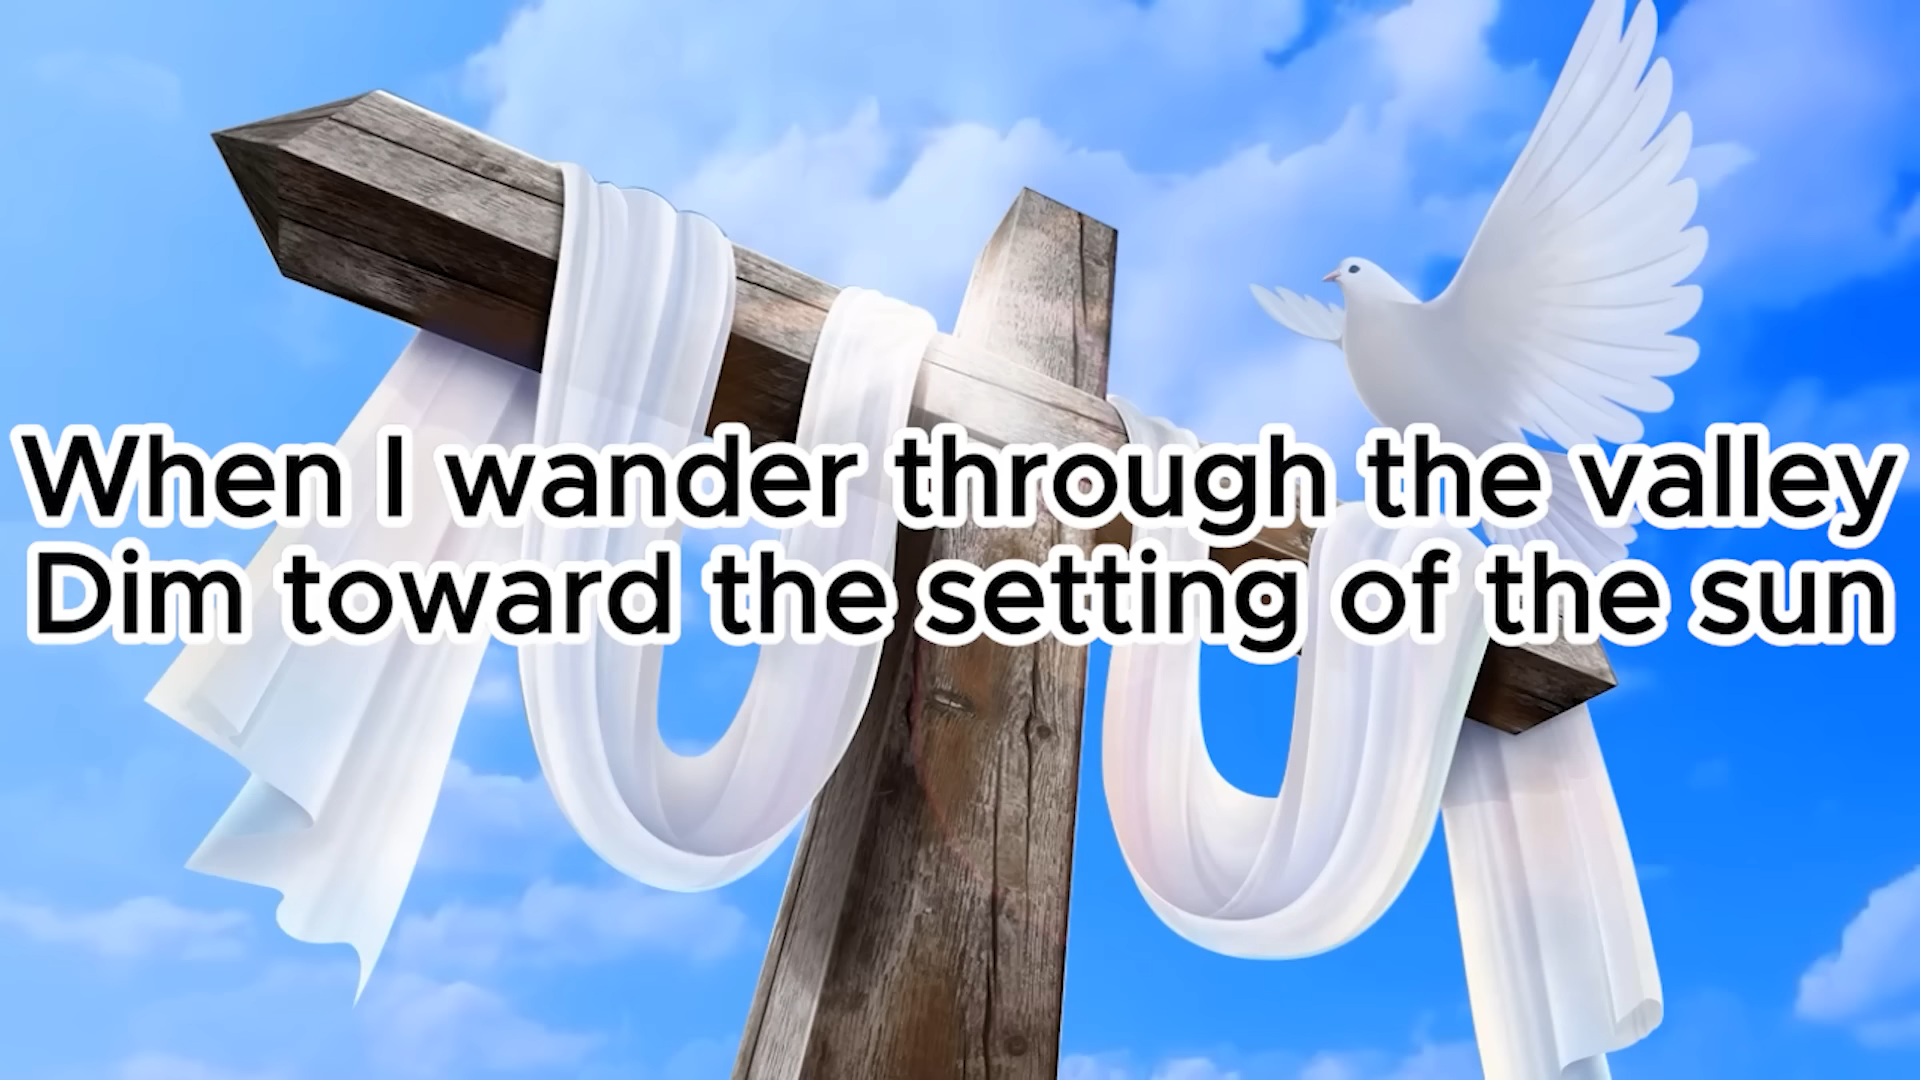 When I wander through the valley
Dim toward the setting of the sun